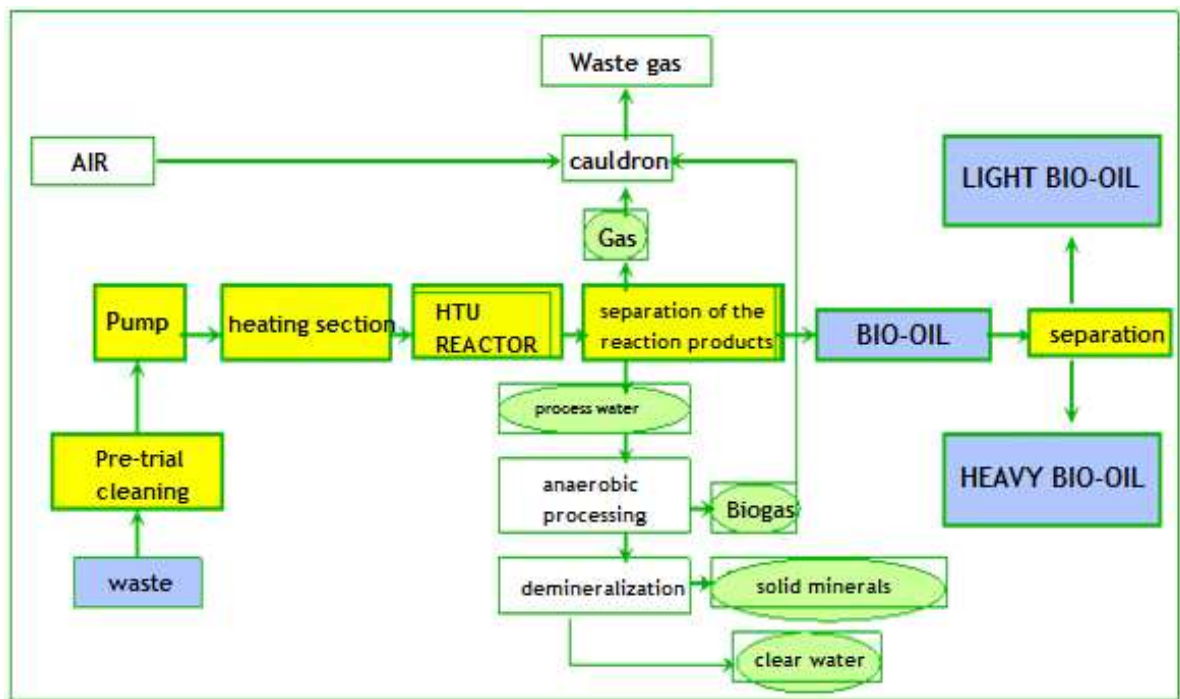 Waste gas
AIR
cauldron
LIGHT BIO-OIL
Gas
Pump
heating section
HTU
REACTOR
separation of the
reaction products
BIO-OIL
separation
process water
Pre-trial
cleaning
anaerobic
processing
Biogas
HEAVY BIO-OIL
waste
demineralization
solid minerals
clear water